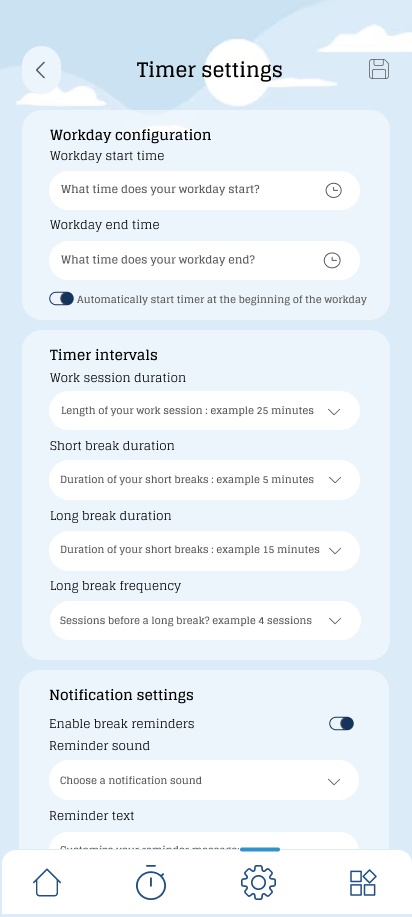 Timer settings
Workday configuration
Workday start time
What time does your workday start?
Workday end time
What time does your workday end?
Automatically start timer at the beginning of the workday
Timer intervals
Work session duration
Length of your work session : example 25 minutes
Short break duration
Duration of your short breaks : example 5 minutes
Long break duration
Duration of your short breaks : example 15 minutes
Long break frequency
Sessions before a long break? example 4 sessions
Notification settings
Enable break reminders
Reminder sound
Choose a notification sound
Reminder text
Customize your reminder message